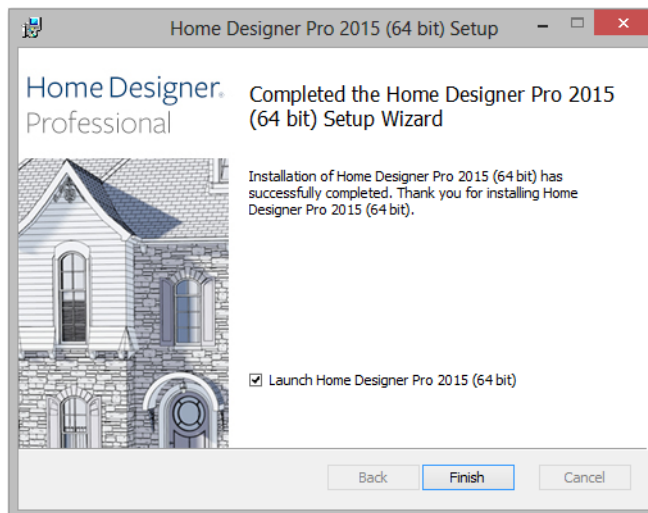 Home Designer Pro 2015 (64 bit) Setup
Home Designer®
Professional
Completed the Home Designer Pro 2015
(64 bit) Setup Wizard
Installation of Home Designer Pro 2015 (64 bit) has
successfully completed. Thank you for installing Home
Designer Pro 2015 (64 bit).
Launch Home Designer Pro 2015 (64 bit)
Back
Finish
Cancel